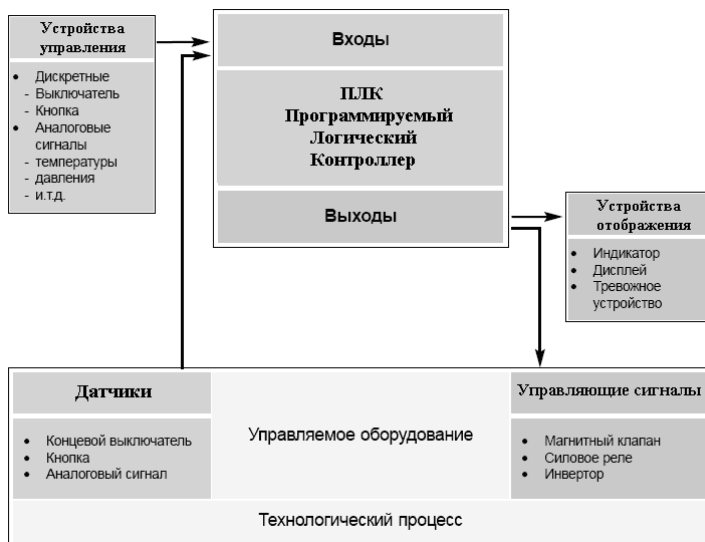 Устройства
управления
• Дискретные
- Выключатель
- Кнопка
• Аналоговые
сигналы
- температуры
- давления
- и.т.д.
Входы
ПЛК
Программируемый
Логический
Контроллер
Выходы
Устройства
отображения
• Индикатор
• Дисплей
• Тревожное
устройство
Датчики
• Концевой выключатель
• Кнопка
• Аналоговый сигнал
Управляемое оборудование
Управляющие сигналы
• Магнитный клапан
• Силовое реле
• Инвертор
Технологический процесс